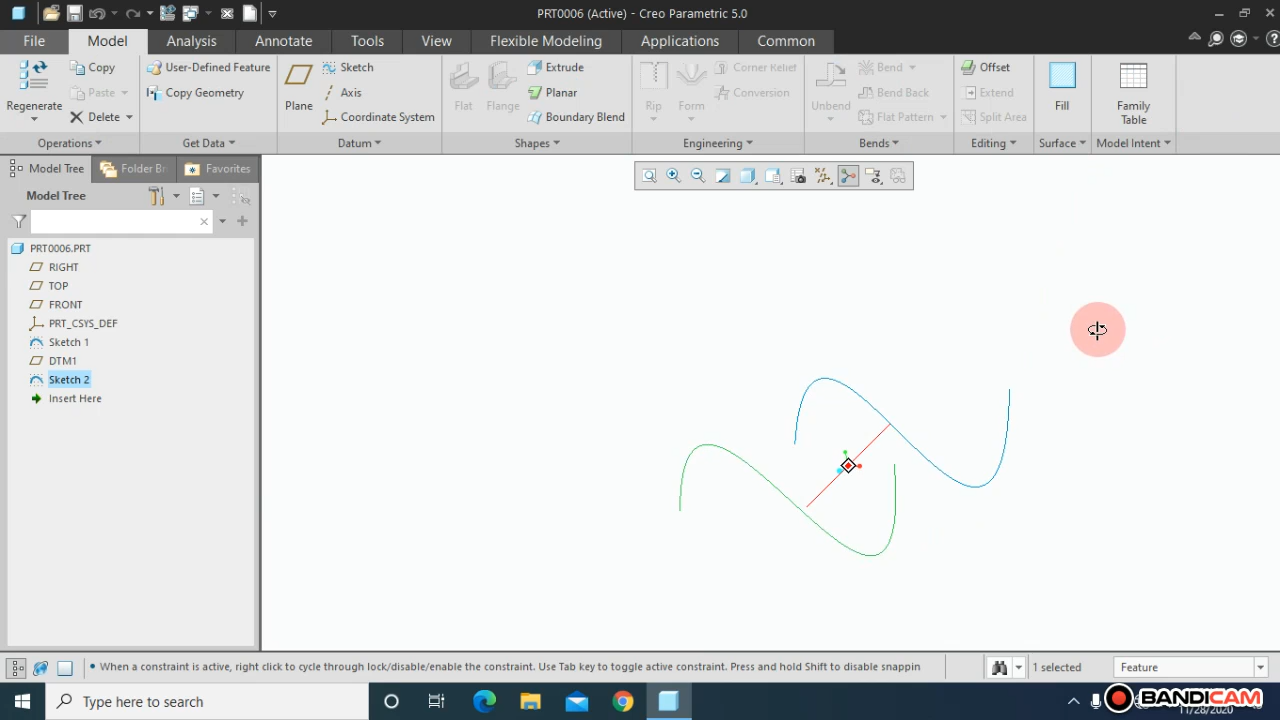 PRT0006 (Active) - Creo Parametric 5.0
File Model Analysis Annotate Tools View Flexible Modeling Applications Common
Regenerate
Copy
Paste
Delete
User-Defined Feature
Copy Geometry
Plane
Sketch
Axis
Coordinate System
Flat
Flange
Extrude
Planar
Boundary Blend
Rip
Form
Corner Relief
Conversion
Unbend
Bend
Bend Back
Flat Pattern
Offset
Extend
Split Area
Fill
Family
Table
Operations Get Data Datum Shapes Engineering Bends Editing Surface Model Intent
Model Tree Folder Br Favorites
Model Tree
PRT0006.PRT
RIGHT
TOP
FRONT
PRT_CSYS_DEF
Sketch 1
DTM1
Sketch 2
Insert Here
• When a constraint is active, right click to cycle through lock/disable/enable the constraint. Use Tab key to toggle active constraint. Press and hold Shift to disable snappin
1 selected
Feature
Type here to search
BANDICAM
11/28/2020